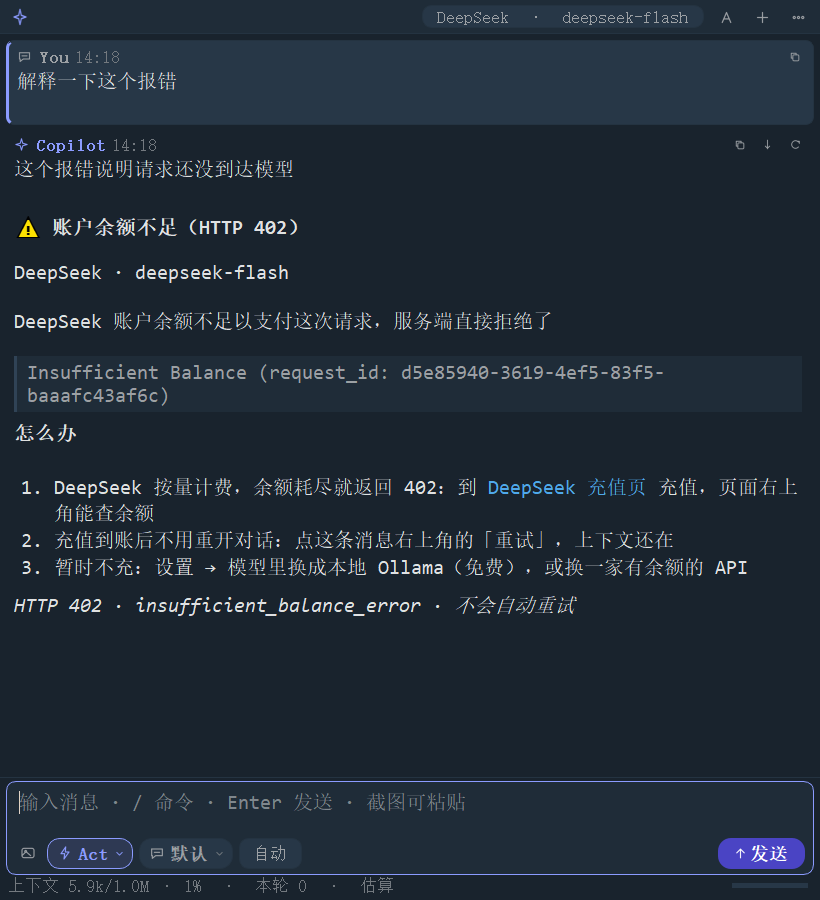 DeepSeek · deepseek-flash A + ···
You 14:18
解释一下这个报错
Copilot 14:18
这个报错说明请求还没到达模型
账户余额不足（HTTP 402）
DeepSeek · deepseek-flash
DeepSeek 账户余额不足以支付这次请求，服务端直接拒绝了
Insufficient Balance (request_id: d5e85940-3619-4ef5-83f5-
baaafc43af6c)
怎么办
1. DeepSeek 按量计费，余额耗尽就返回 402：到 DeepSeek 充值页 充值，页面右上
角能查余额
2. 充值到账后不用重开对话：点这条消息右上角的「重试」，上下文还在
3. 暂时不充：设置 → 模型里换成本地 Ollama（免费），或换一家有余额的 API
HTTP 402 · insufficient_balance_error · 不会自动重试
输入消息 · / 命令 · Enter 发送 · 截图可粘贴
Act 默认 自动 ↑ 发送
上下文 5.9k/1.0M · 1% · 本轮 0 · 估算